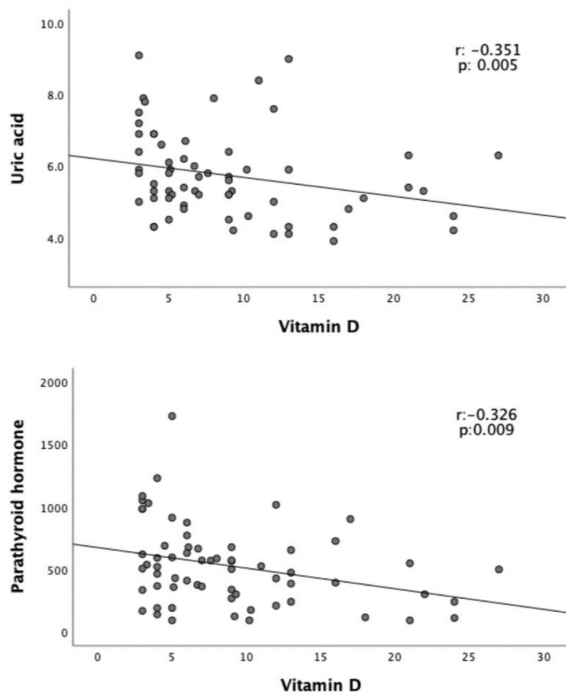 10.0
r: -0.351
p: 0.005
8.0
Uric acid
6.0
4.0
0 5 10 15 20 25 30
Vitamin D
2000
r:-0.326
p:0.009
1500
Parathyroid hormone
1000
500
0
0 5 10 15 20 25 30
Vitamin D